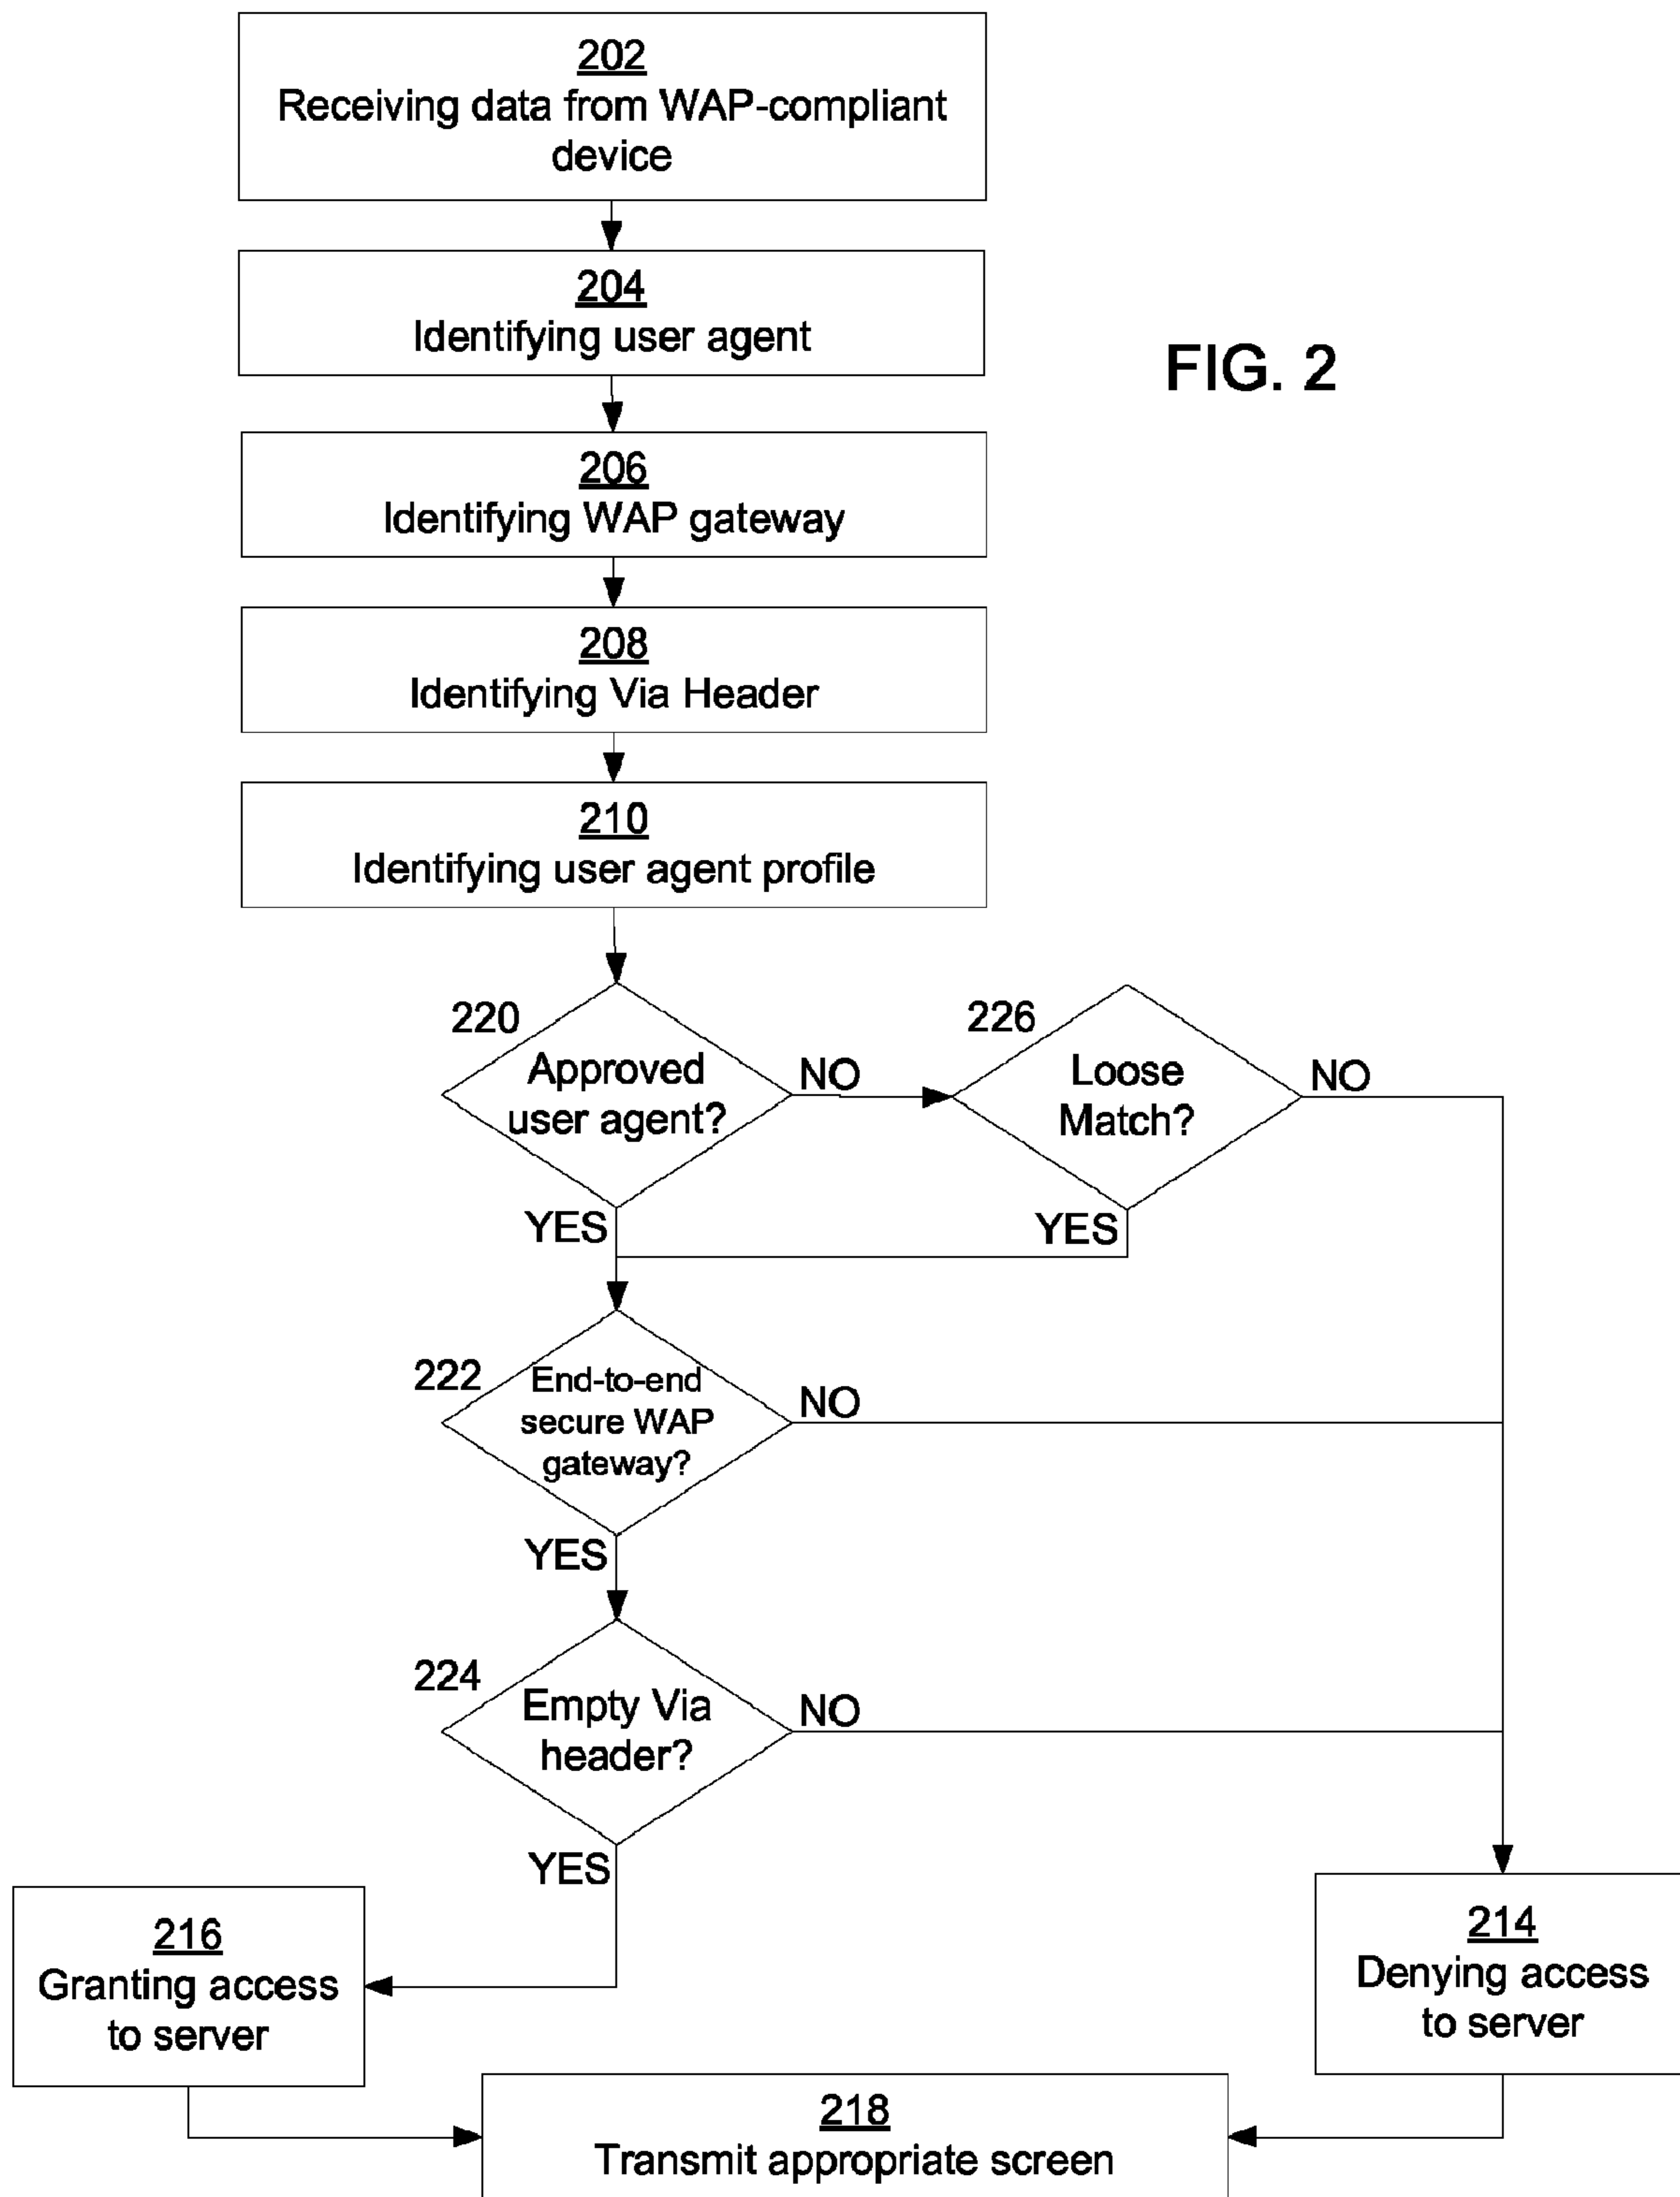 202
Receiving data from WAP-compliant
device
204
Identifying user agent
FIG. 2
206
Identifying WAP gateway
208
Identifying Via Header
210
Identifying user agent profile
220
Approved
user agent?
NO
YES
226
Loose
Match?
NO
YES
222
End-to-end
secure WAP
gateway?
NO
YES
224
Empty Via
header?
NO
YES
216
Granting access
to server
214
Denying access
to server
218
Transmit appropriate screen